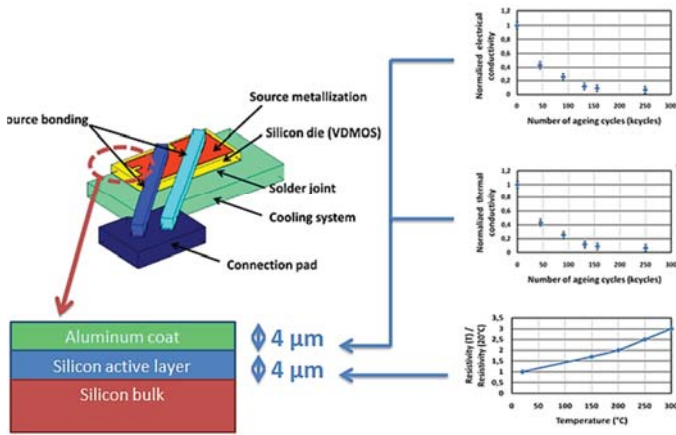 Source metallization
ource bonding
Silicon die (VDMOS)
Solder joint
Cooling system
Connection pad
Aluminum coat
4 µm
Silicon active layer
4 µm
Silicon bulk
Normalized electrical
conductivity
1,2
1
0,8
0,6
0,4
0,2
0
0 50 100 150 200 250 300
Number of ageing cycles (kcycles)
Normalized thermal
conductivity
1,2
1
0,8
0,6
0,4
0,2
0
0 50 100 150 200 250 300
Number of ageing cycles (kcycles)
Resistivity (T) /
Resistivity (20°C)
3,5
3
2,5
2
1,5
1
0,5
0
0 50 100 150 200 250 300
Temperature (°C)